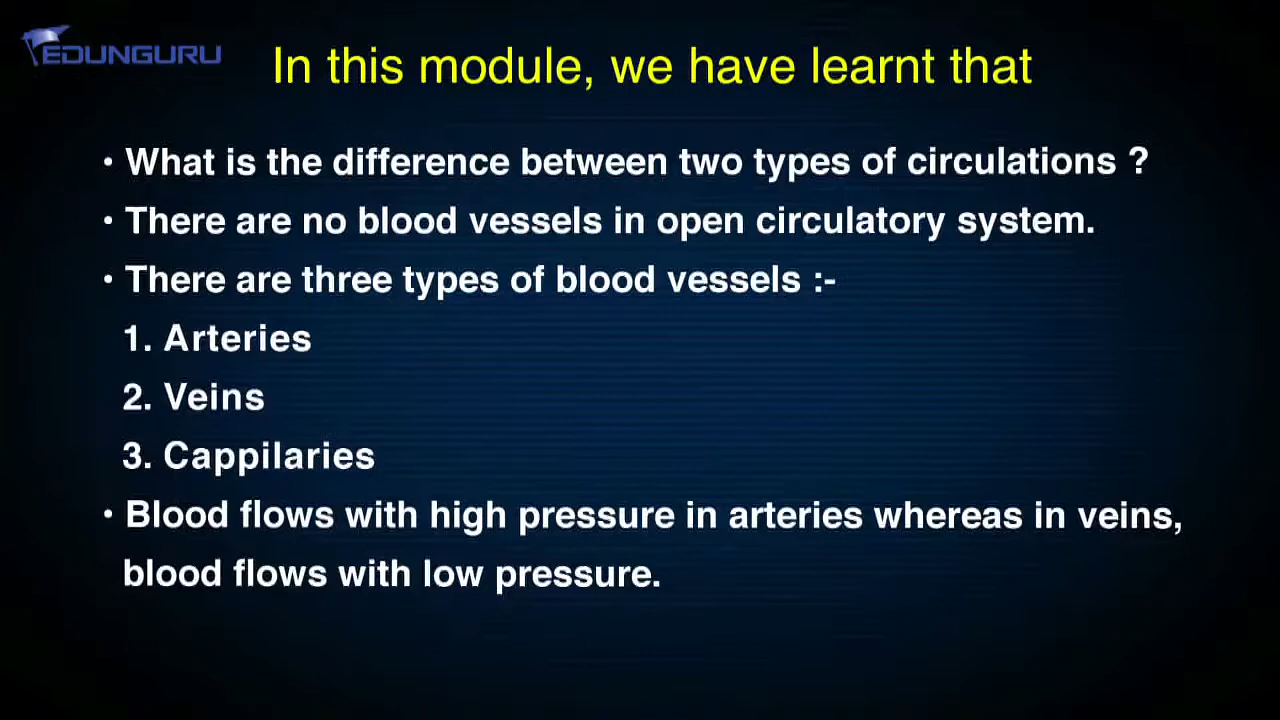 EDUNGURU
In this module, we have learnt that
• What is the difference between two types of circulations ?
• There are no blood vessels in open circulatory system.
• There are three types of blood vessels :-
1. Arteries
2. Veins
3. Cappilaries
• Blood flows with high pressure in arteries whereas in veins,
blood flows with low pressure.